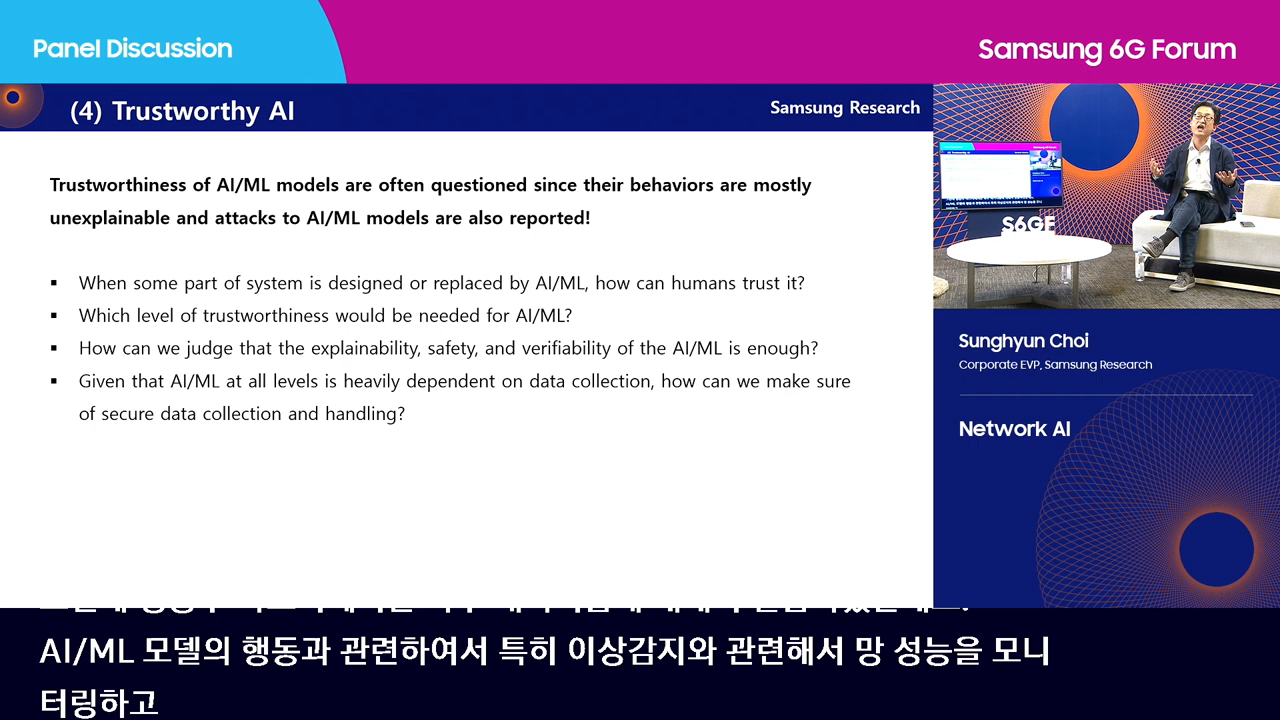 Panel Discussion
Samsung 6G Forum
(4) Trustworthy AI
Samsung Research
Trustworthiness of AI/ML models are often questioned since their behaviors are mostly
unexplainable and attacks to AI/ML models are also reported!
▪ When some part of system is designed or replaced by AI/ML, how can humans trust it?
▪ Which level of trustworthiness would be needed for AI/ML?
▪ How can we judge that the explainability, safety, and verifiability of the AI/ML is enough?
▪ Given that AI/ML at all levels is heavily dependent on data collection, how can we make sure
of secure data collection and handling?
S6GF
Sunghyun Choi
Corporate EVP, Samsung Research
Network AI
AI/ML 모델의 행동과 관련하여서 특히 이상감지와 관련해서 망 성능을 모니
터링하고